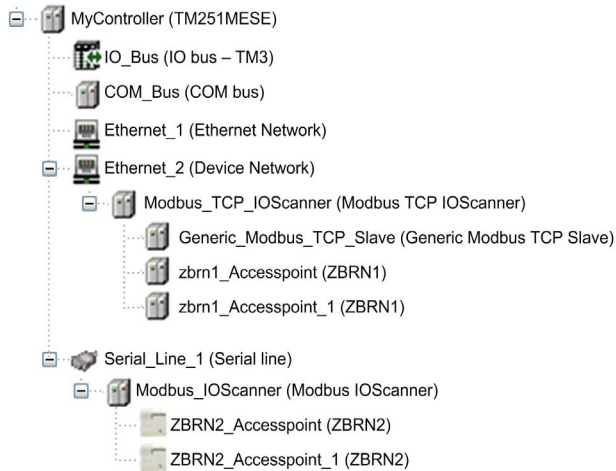 MyController (TM251MESE)
IO_Bus (IO bus – TM3)
COM_Bus (COM bus)
Ethernet_1 (Ethernet Network)
Ethernet_2 (Device Network)
Modbus_TCP_IOScanner (Modbus TCP IOScanner)
Generic_Modbus_TCP_Slave (Generic Modbus TCP Slave)
zbrn1_Accesspoint (ZBRN1)
zbrn1_Accesspoint_1 (ZBRN1)
Serial_Line_1 (Serial line)
Modbus_IOScanner (Modbus IOScanner)
ZBRN2_Accesspoint (ZBRN2)
ZBRN2_Accesspoint_1 (ZBRN2)